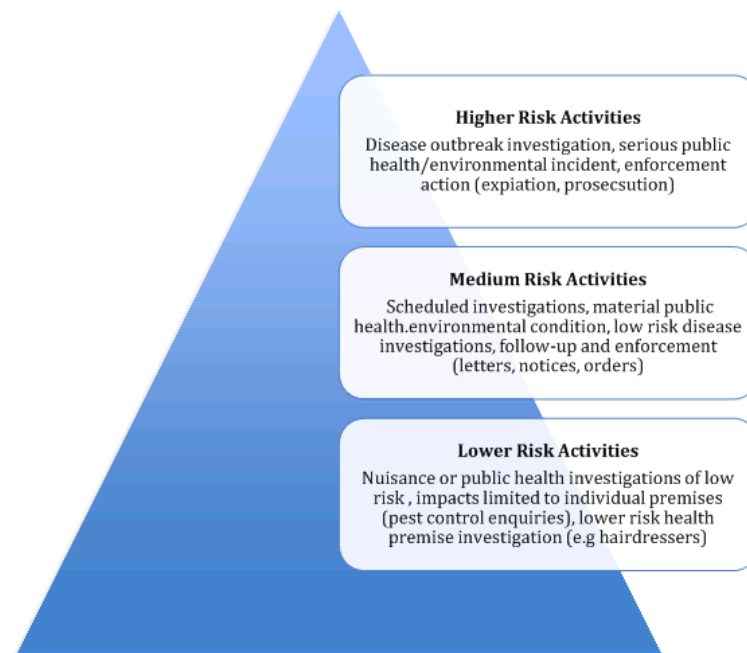 Higher Risk Activities
Disease outbreak investigation, serious public
health/environmental incident, enforcement
action (expiation, prosecsution)
Medium Risk Activities
Scheduled investigations, material public
health.environmental condition, low risk disease
investigations, follow-up and enforcement
(letters, notices, orders)
Lower Risk Activities
Nuisance or public health investigations of low
risk , impacts limited to individual premises
(pest control enquiries), lower risk health
premise investigation (e.g hairdressers)